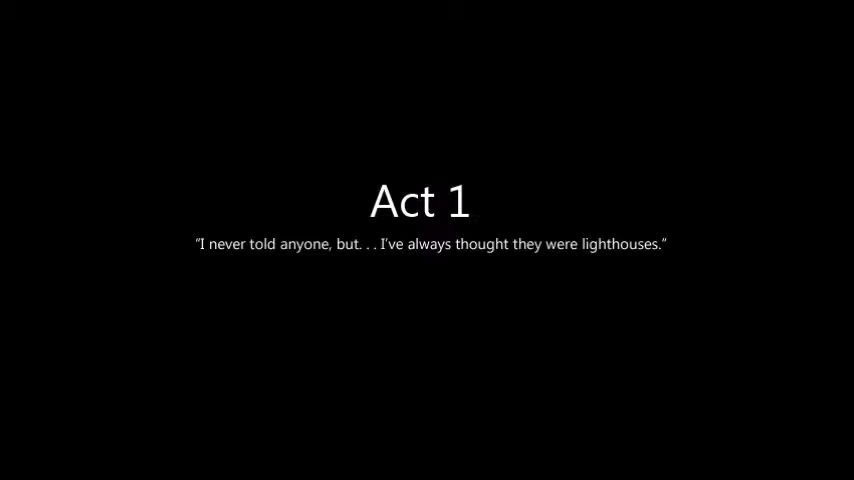 Act 1
"I never told anyone, but. . . I've always thought they were lighthouses."